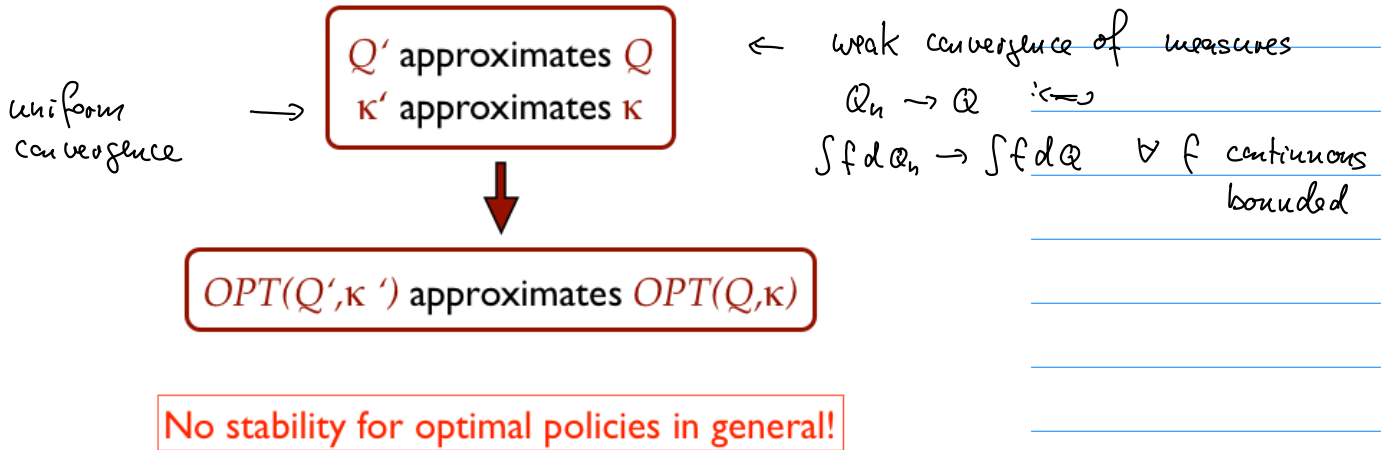 Q‘ approximates Q
κ‘ approximates κ
← weak convergence of measures
Qn → Q :<=>
∫f dQn → ∫f dQ ∀ f continuous
bounded
uniform →
convergence
OPT(Q‘,κ ‘) approximates OPT(Q,κ)
No stability for optimal policies in general!